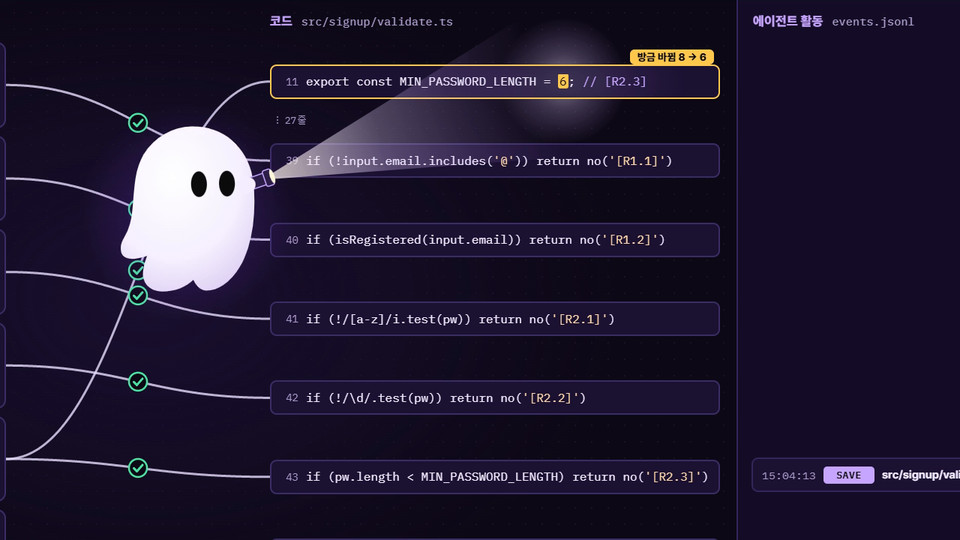 코드 src/signup/validate.ts
방금 바뀜 8 → 6
11 export const MIN_PASSWORD_LENGTH = 6; // [R2.3]
⋮ 27줄
39 if (!input.email.includes('@')) return no('[R1.1]')
40 if (isRegistered(input.email)) return no('[R1.2]')
41 if (!/[a-z]/i.test(pw)) return no('[R2.1]')
42 if (!/\d/.test(pw)) return no('[R2.2]')
43 if (pw.length < MIN_PASSWORD_LENGTH) return no('[R2.3]')
에이전트 활동 events.jsonl
15:04:13 SAVE src/signup/vali